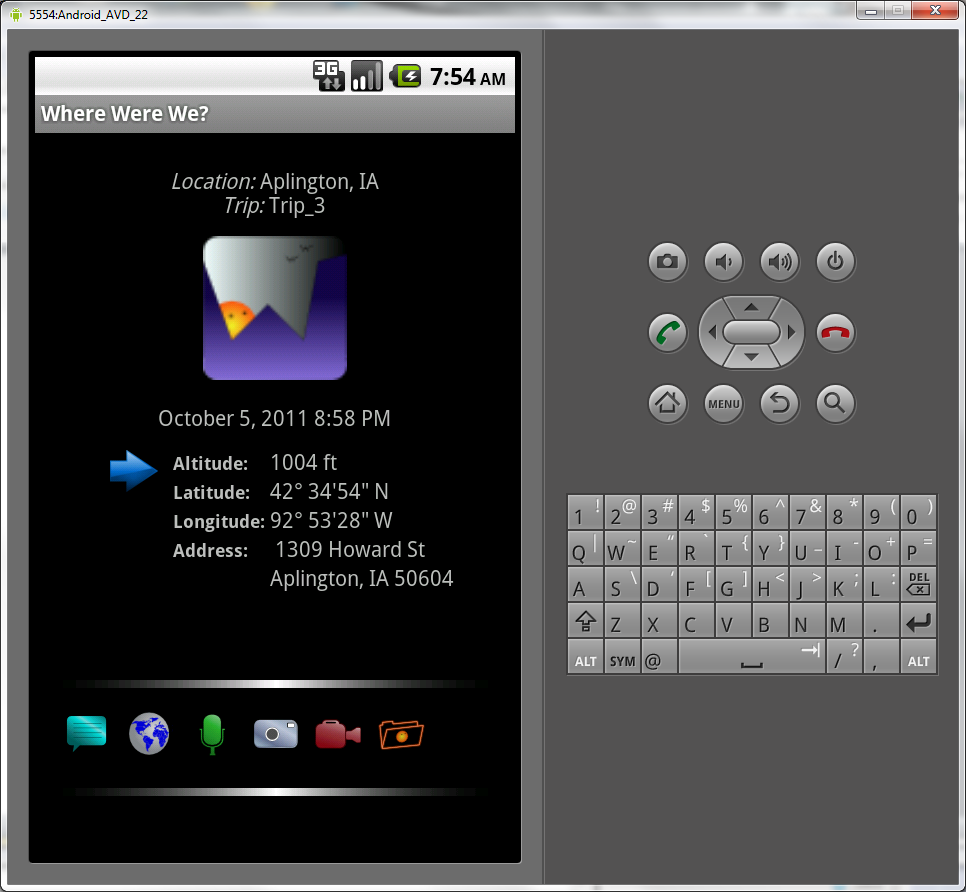 5554:Android_AVD_22
3G
7:54 AM
Where Were We?
Location: Aplington, IA
Trip: Trip_3
October 5, 2011 8:58 PM
Altitude: 1004 ft
Latitude: 42° 34'54" N
Longitude: 92° 53'28" W
Address: 1309 Howard St
Aplington, IA 50604
MENU
1 ! 2 @ 3 # 4 $ 5 % 6 ^ 7 & 8 * 9 ( 0 )
Q | W ~ E “ R ` T { Y } U _ I - O + P =
A S \ D ' F [ G ] H < J > K ; L : DEL
Z X C V B N M .
ALT SYM @ / ? , ALT